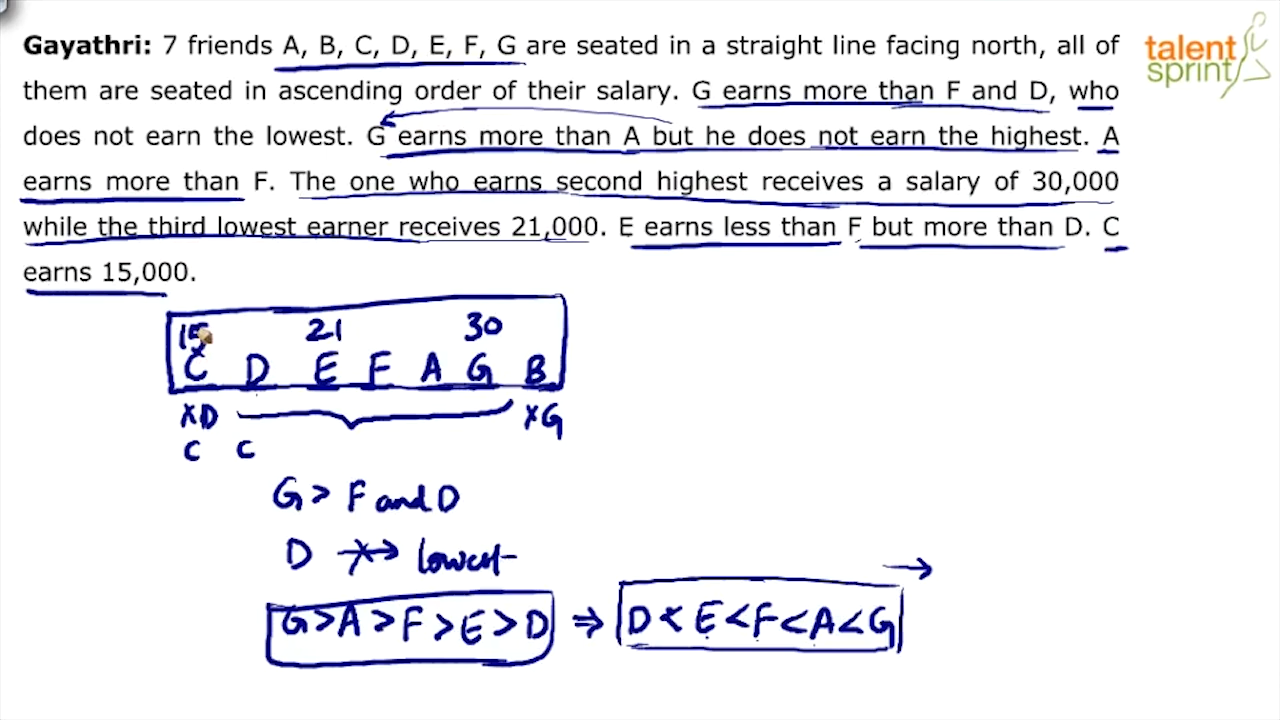 Gayathri: 7 friends A, B, C, D, E, F, G are seated in a straight line facing north, all of
them are seated in ascending order of their salary. G earns more than F and D, who
does not earn the lowest. G earns more than A but he does not earn the highest. A
earns more than F. The one who earns second highest receives a salary of 30,000
while the third lowest earner receives 21,000. E earns less than F but more than D. C
earns 15,000.
talent
sprint
15 21 30
C D E F A G B
×D ×G
C C
G > F and D
D lowest
G > A > F > E > D ⇒ D < E < F < A < G